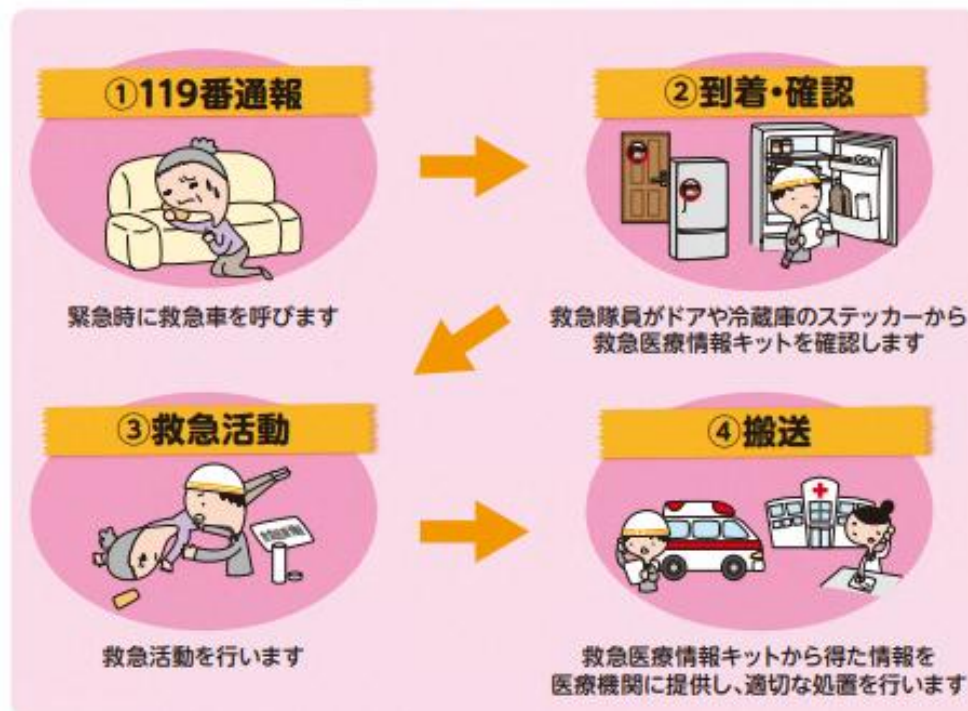 ①119番通報
緊急時に救急車を呼びます
②到着・確認
救急隊員がドアや冷蔵庫のステッカーから
救急医療情報キットを確認します
③救急活動
救急活動を行います
④搬送
救急医療情報キットから得た情報を
医療機関に提供し、適切な処置を行います